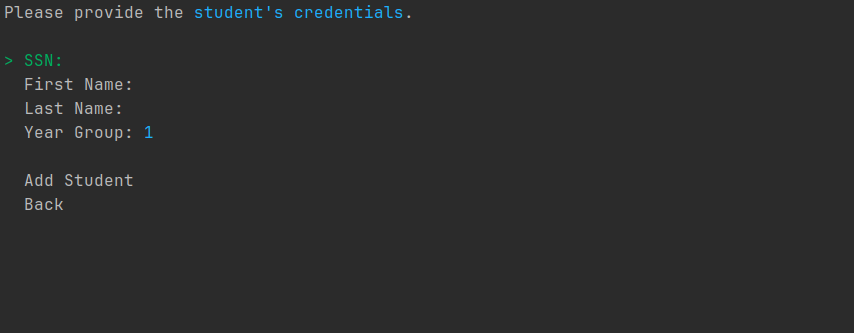 Please provide the student's credentials.
> SSN:
First Name:
Last Name:
Year Group: 1
Add Student
Back